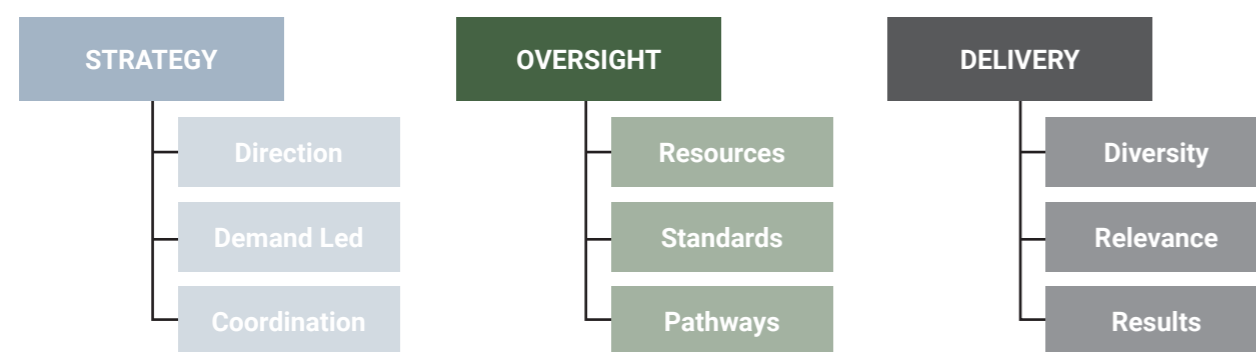 STRATEGY
Direction
Demand Led
Coordination
OVERSIGHT
Resources
Standards
Pathways
DELIVERY
Diversity
Relevance
Results